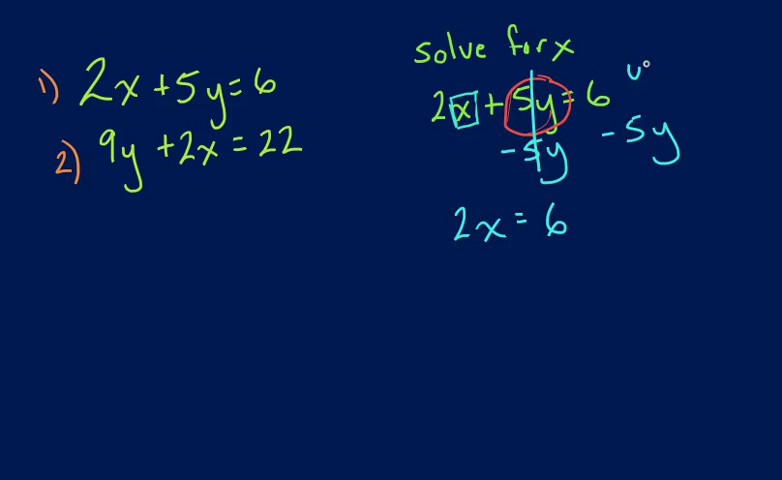 1) 2x + 5y = 6
2) 9y + 2x = 22
solve for x
2x + 5y = 6
- 5y - 5y
2x = 6